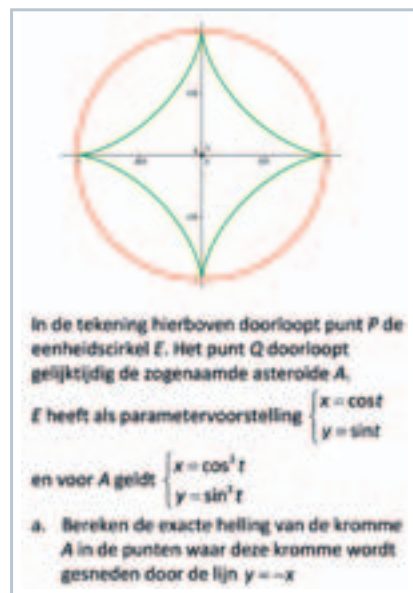 In de tekening hierboven doorloopt punt P de
eenheidscirkel E. Het punt Q doorloopt
gelijktijdig de zogenaamde asteroïde A.
E heeft als parametervoorstelling { x = cos t
y = sin t
en voor A geldt { x = cos³ t
y = sin³ t
a. Bereken de exacte helling van de kromme
A in de punten waar deze kromme wordt
gesneden door de lijn y = -x